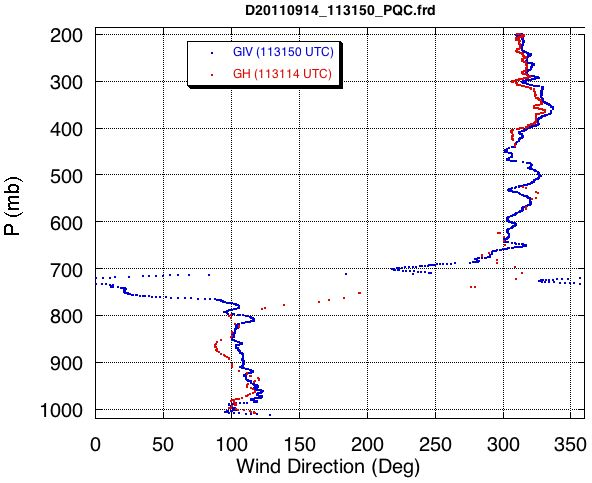 D20110914_113150_PQC.frd
GIV (113150 UTC)
GH (113114 UTC)
P (mb)
200
300
400
500
600
700
800
900
1000
0 50 100 150 200 250 300 350
Wind Direction (Deg)